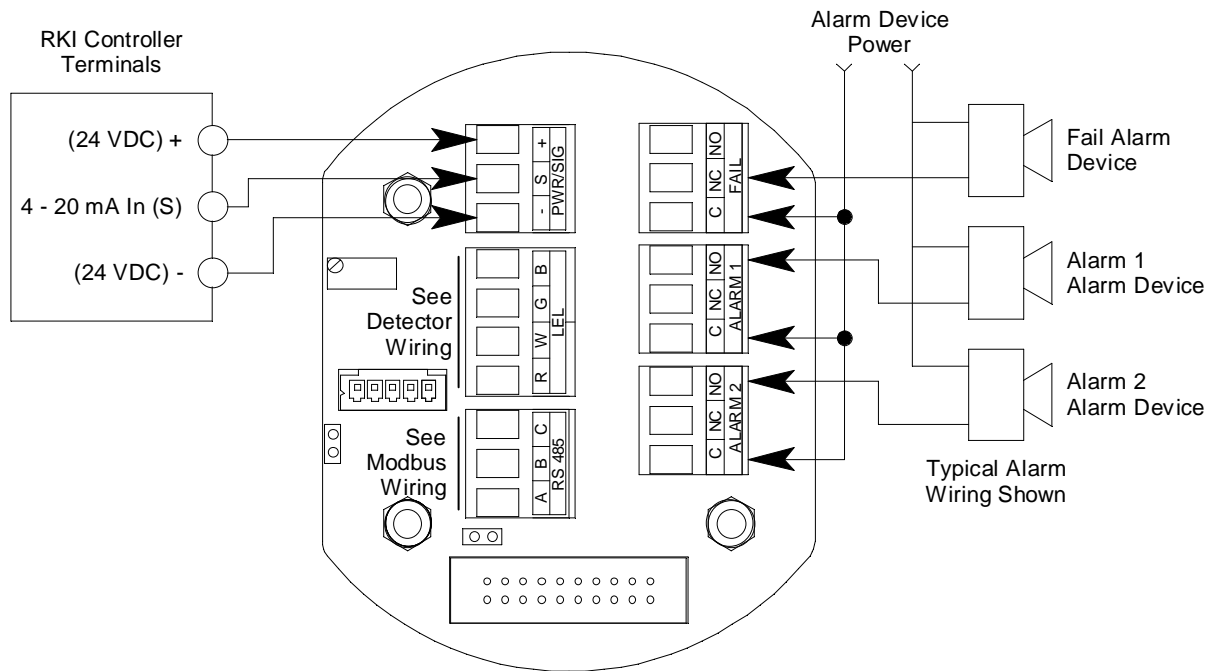 RKI Controller
Terminals
(24 VDC) +
4 - 20 mA In (S)
(24 VDC) -
+
S
-
PWR/SIG
See
Detector
Wiring
B
G
W
R
LEL
See
Modbus
Wiring
C
B
A
RS 485
NO
NC
C
FAIL
NO
NC
C
ALARM 1
NO
NC
C
ALARM 2
Alarm Device
Power
Fail Alarm
Device
Alarm 1
Alarm Device
Alarm 2
Alarm Device
Typical Alarm
Wiring Shown